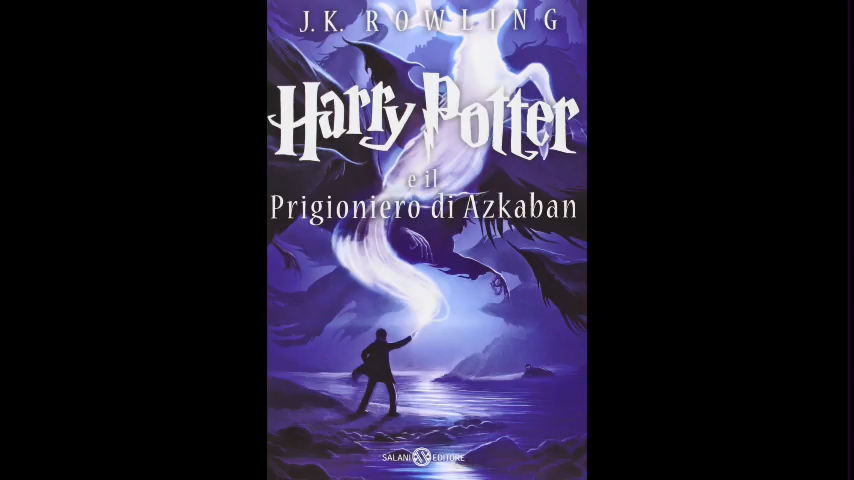 J.K. ROWLING
Harry Potter
e il
Prigioniero di Azkaban
SALANI EDITORE